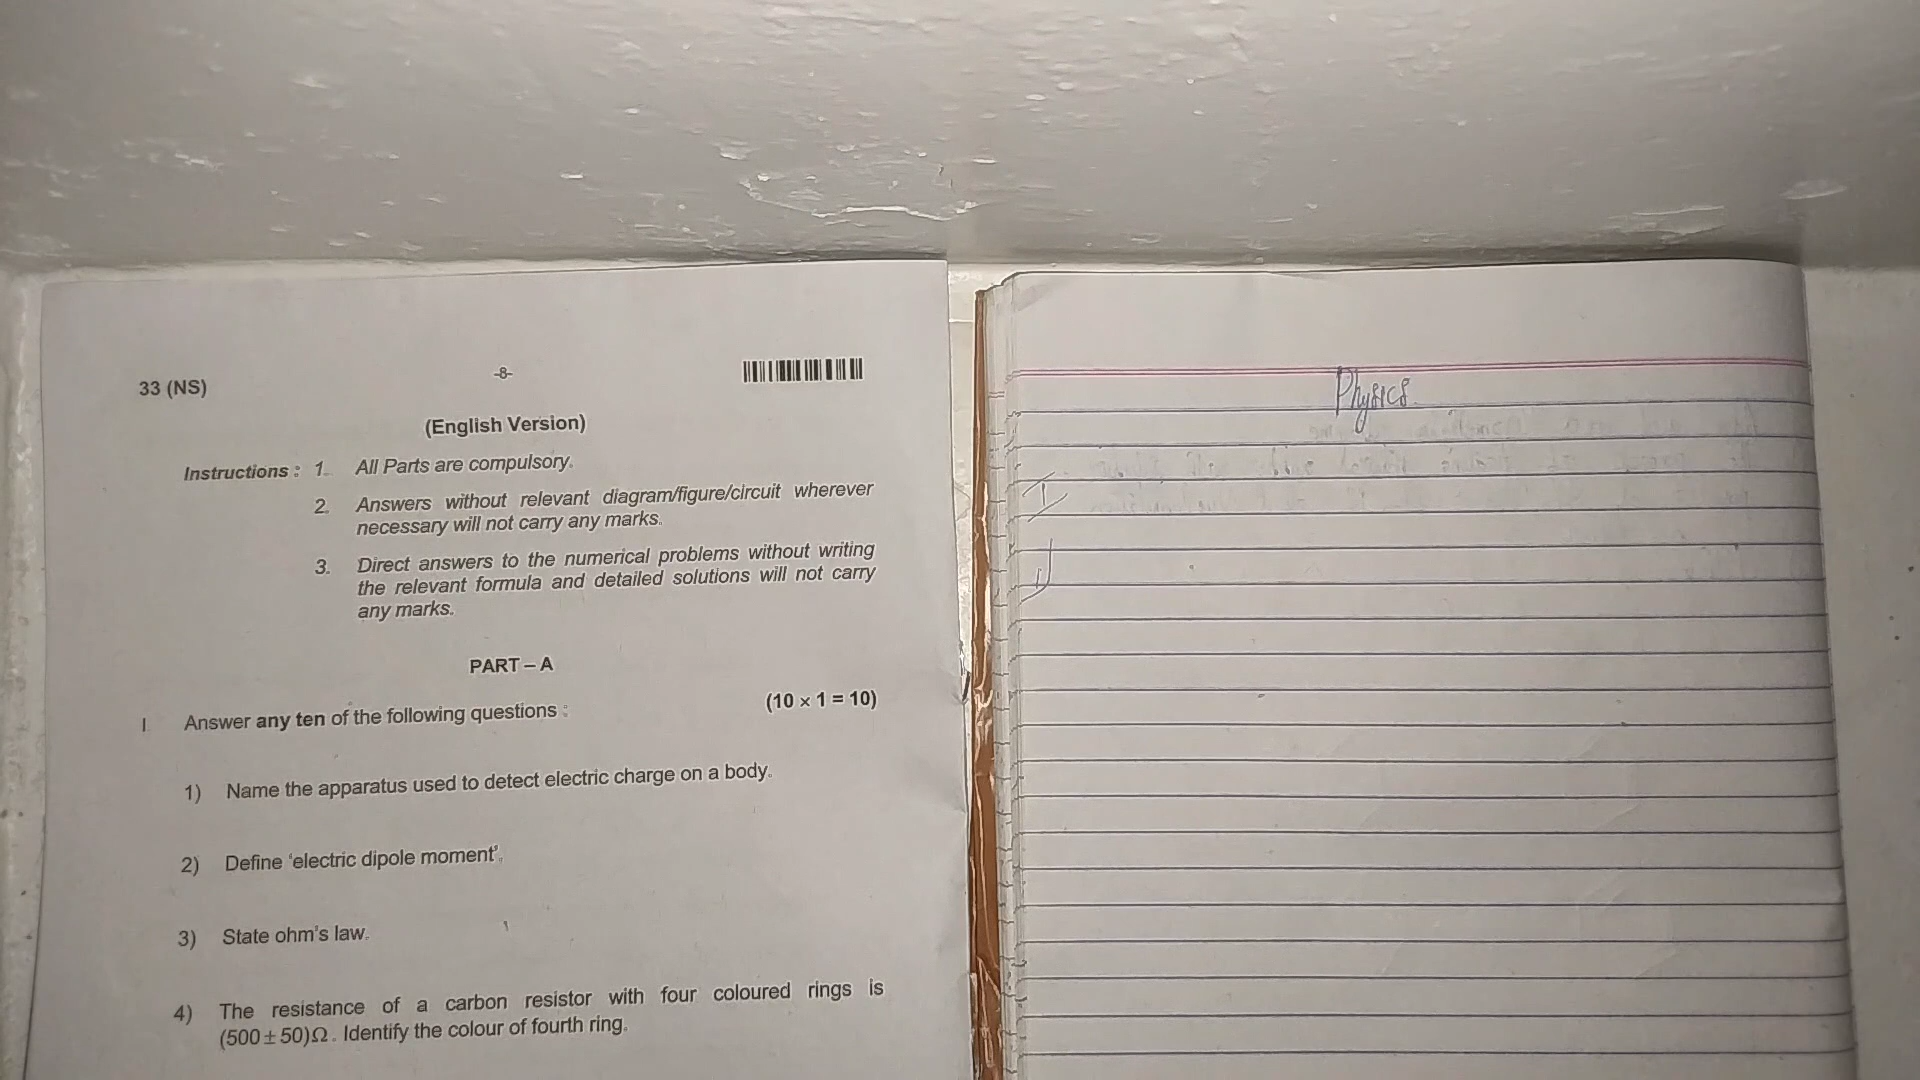 33 (NS)
-8-
(English Version)
Instructions : 1. All Parts are compulsory.
2. Answers without relevant diagram/figure/circuit wherever
necessary will not carry any marks.
3. Direct answers to the numerical problems without writing
the relevant formula and detailed solutions will not carry
any marks.
PART – A
I Answer any ten of the following questions : (10 × 1 = 10)
1) Name the apparatus used to detect electric charge on a body.
2) Define 'electric dipole moment'.
3) State ohm's law.
4) The resistance of a carbon resistor with four coloured rings is
(500 ± 50)Ω. Identify the colour of fourth ring.
Physics.
I
1)